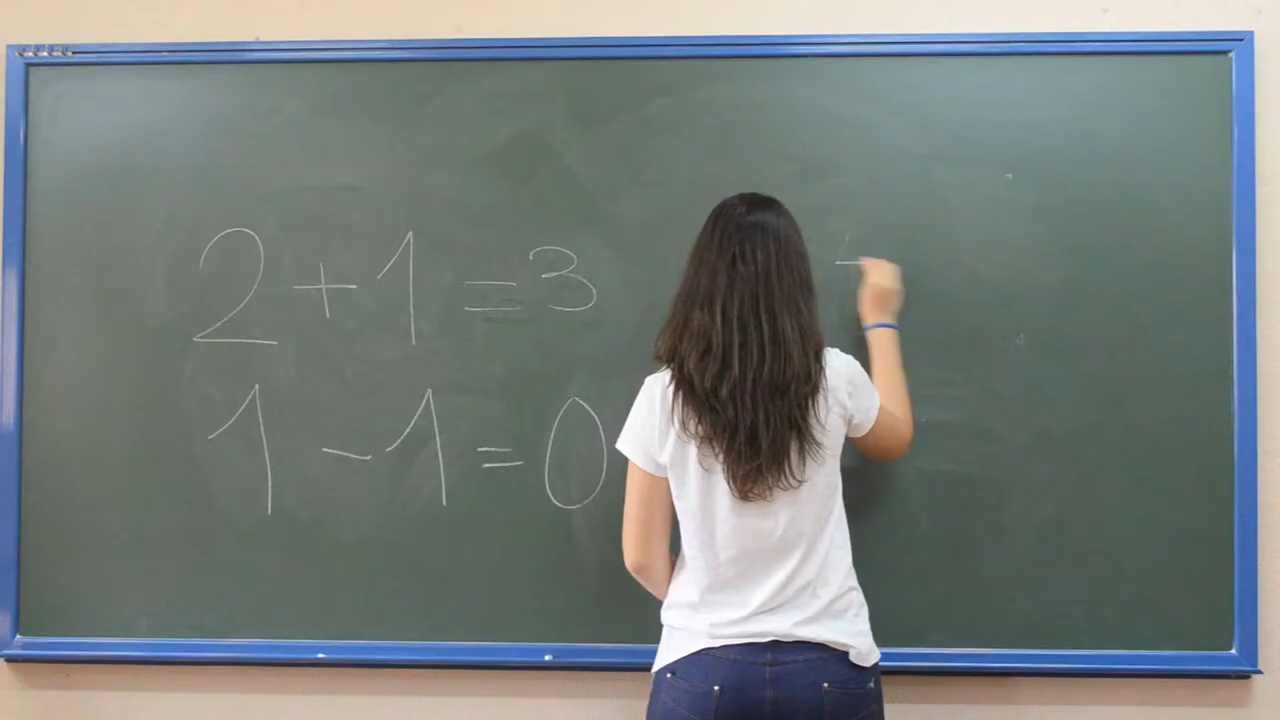 2 + 1 = 3
1 - 1 = 0